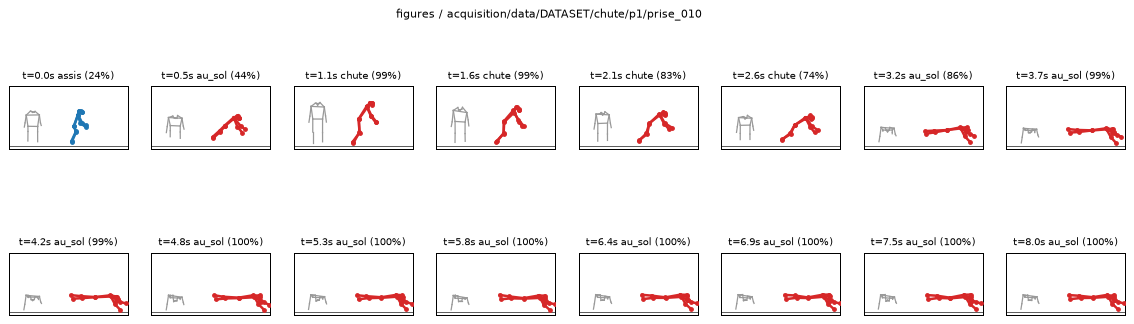 figures / acquisition/data/DATASET/chute/p1/prise_010
t=0.0s assis (24%)
t=0.5s au_sol (44%)
t=1.1s chute (99%)
t=1.6s chute (99%)
t=2.1s chute (83%)
t=2.6s chute (74%)
t=3.2s au_sol (86%)
t=3.7s au_sol (99%)
t=4.2s au_sol (99%)
t=4.8s au_sol (100%)
t=5.3s au_sol (100%)
t=5.8s au_sol (100%)
t=6.4s au_sol (100%)
t=6.9s au_sol (100%)
t=7.5s au_sol (100%)
t=8.0s au_sol (100%)